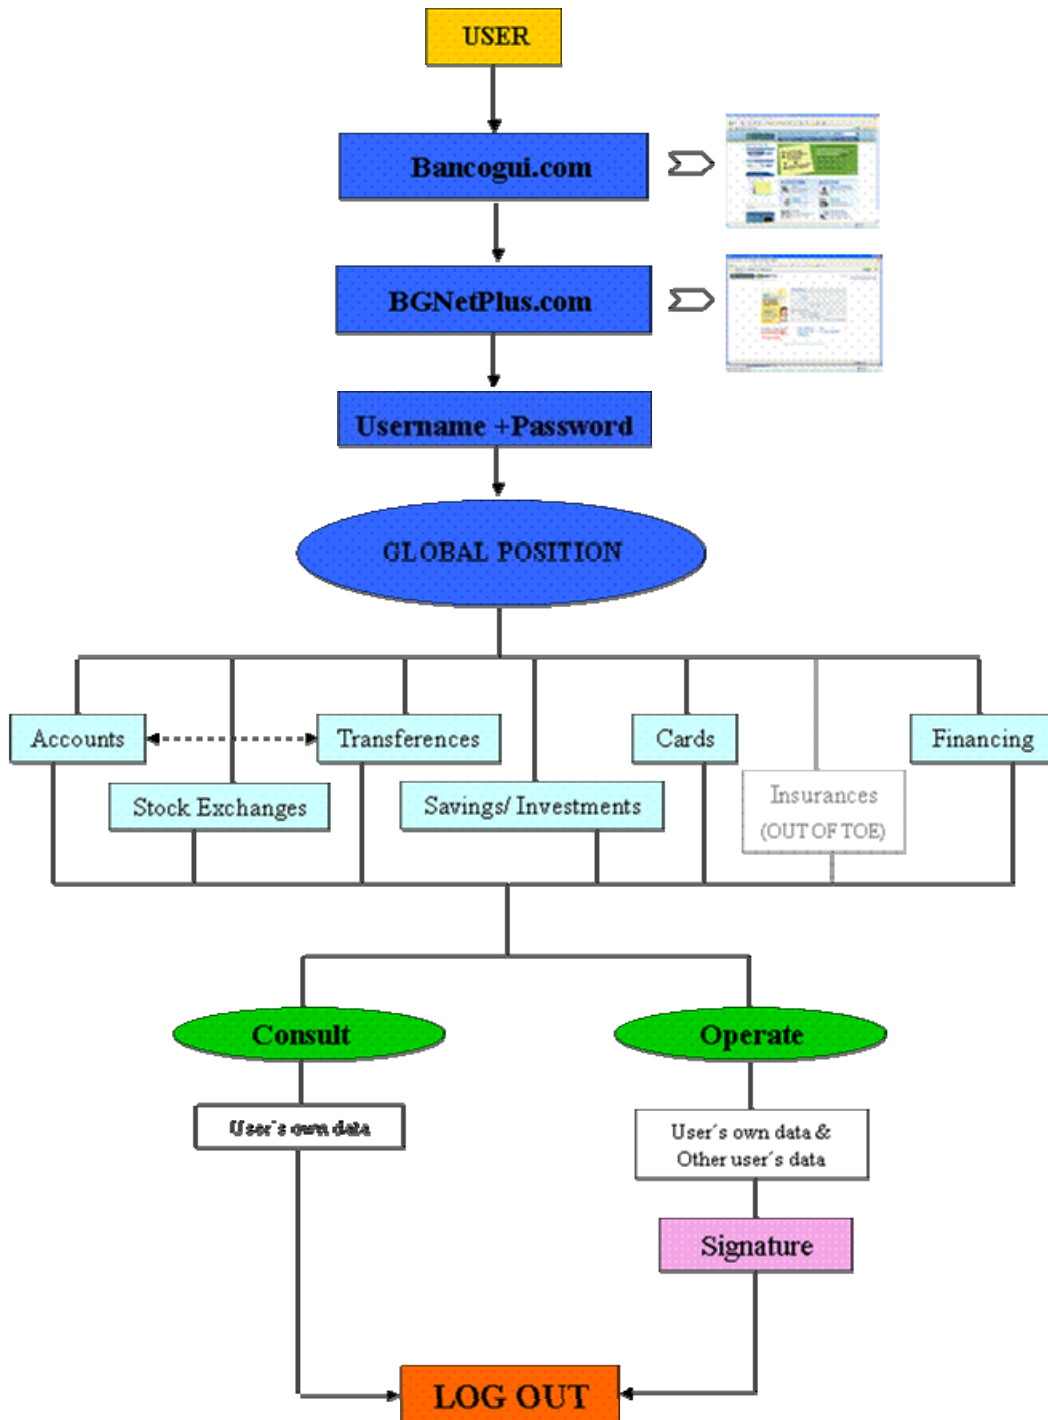 USER
Bancogui.com
BGNetPlus.com
Username +Password
GLOBAL POSITION
Accounts
Transferences
Cards
Financing
Stock Exchanges
Savings/ Investments
Insurances
(OUT OF TOE)
Consult
Operate
User´s own data
User´s own data &
Other user´s data
Signature
LOG OUT